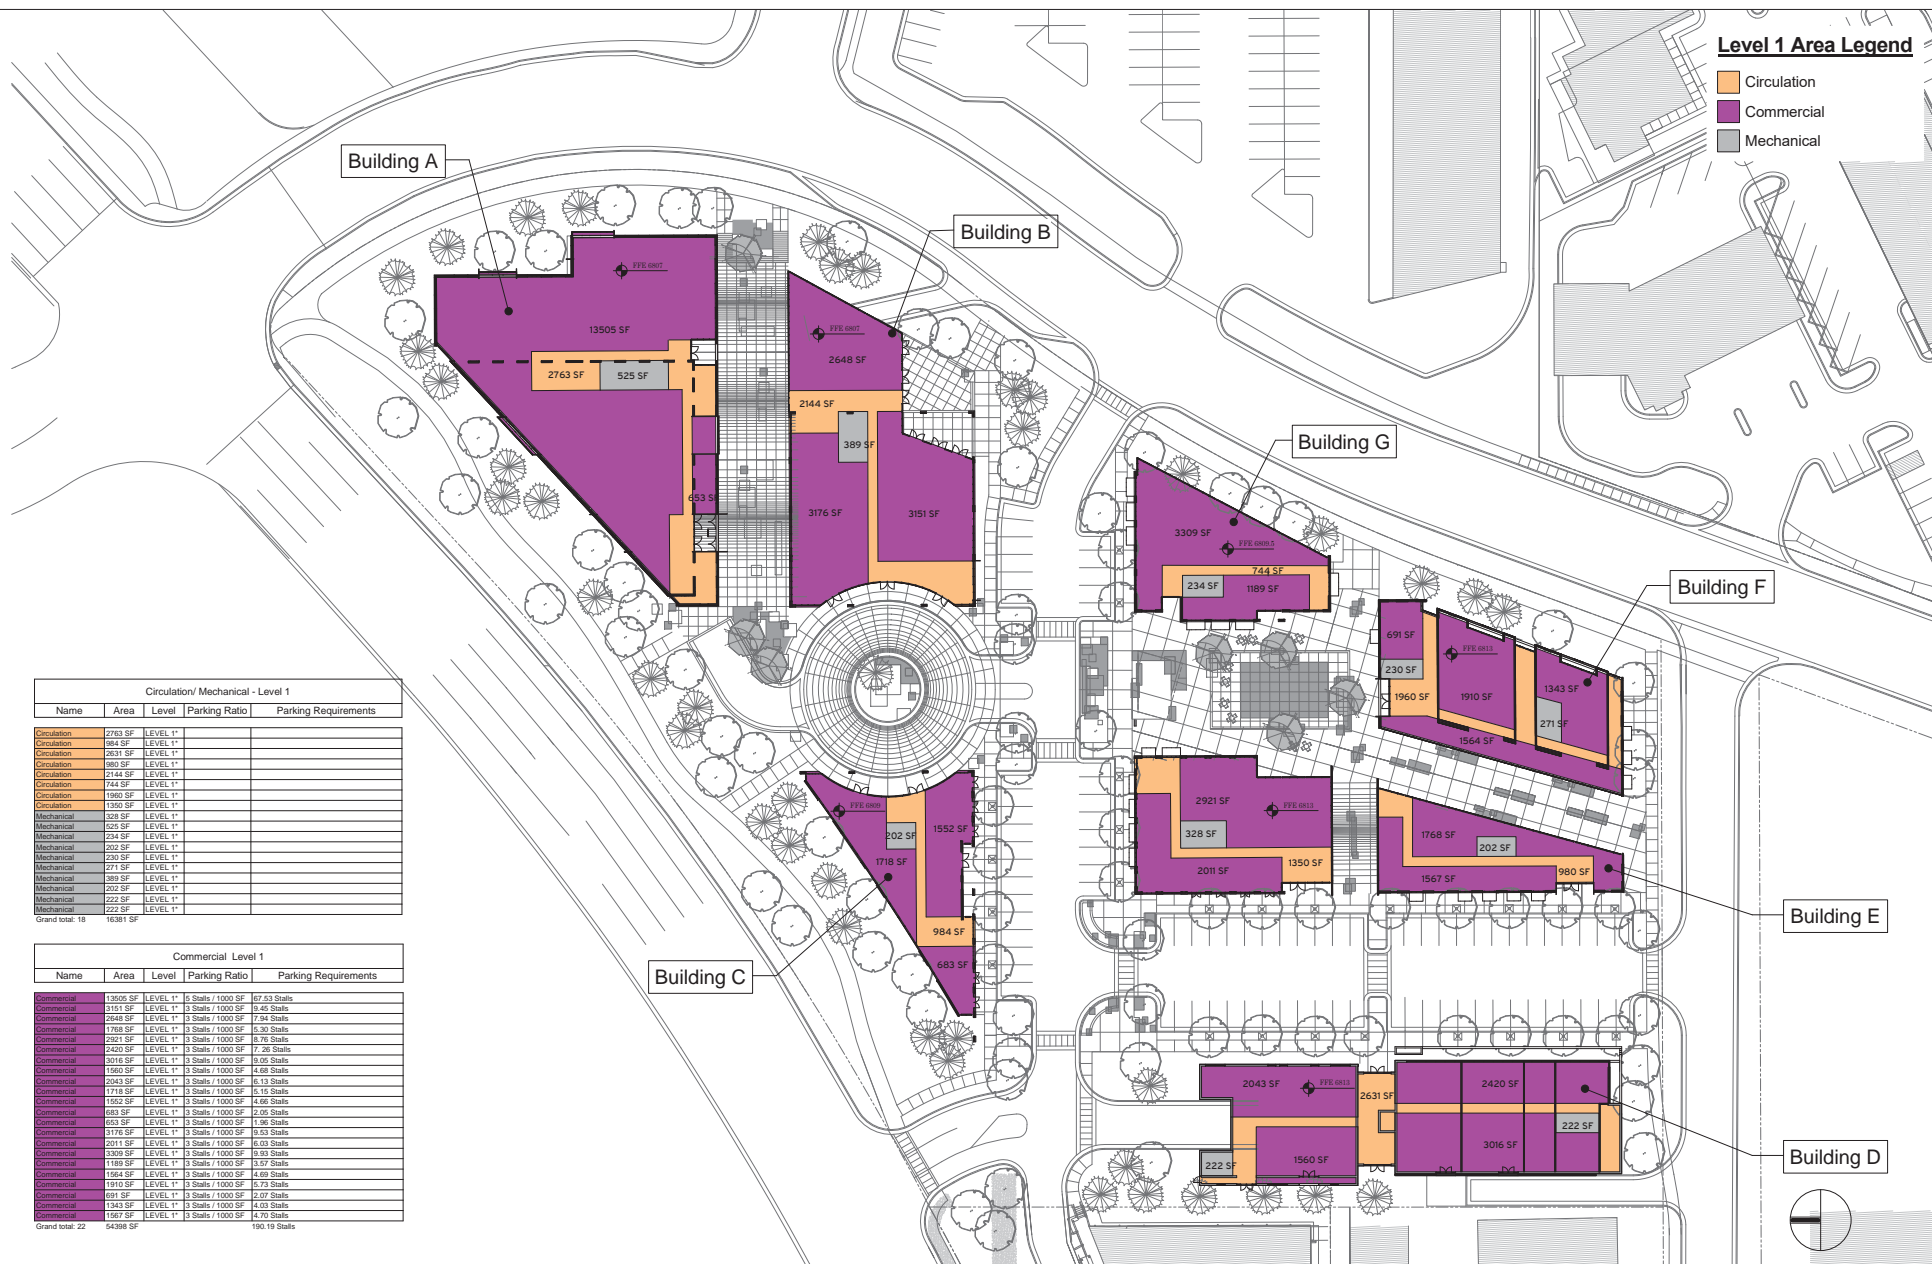 Level 1 Area Legend
Circulation
Commercial
Mechanical
Building A
Building B
FFE 6807
13505 SF
2763 SF
525 SF
653 SF
FFE 6807
2648 SF
2144 SF
389 SF
3176 SF
3151 SF
Building G
3309 SF
FFE 6809.5
744 SF
234 SF
1189 SF
Building F
691 SF
FFE 6813
230 SF
1960 SF
1910 SF
1343 SF
271 SF
1564 SF
FFE 6809
202 SF
1552 SF
1718 SF
984 SF
683 SF
Building C
2921 SF
FFE 6813
328 SF
1350 SF
2011 SF
1768 SF
202 SF
1567 SF
980 SF
Building E
2043 SF
FFE 6813
2631 SF
2420 SF
222 SF
3016 SF
1560 SF
222 SF
Building D
Circulation/ Mechanical - Level 1
Name Area Level Parking Ratio Parking Requirements
Circulation 2763 SF LEVEL 1*
Circulation 984 SF LEVEL 1*
Circulation 2631 SF LEVEL 1*
Circulation 980 SF LEVEL 1*
Circulation 2144 SF LEVEL 1*
Circulation 744 SF LEVEL 1*
Circulation 1960 SF LEVEL 1*
Circulation 1350 SF LEVEL 1*
Mechanical 328 SF LEVEL 1*
Mechanical 525 SF LEVEL 1*
Mechanical 234 SF LEVEL 1*
Mechanical 202 SF LEVEL 1*
Mechanical 230 SF LEVEL 1*
Mechanical 271 SF LEVEL 1*
Mechanical 389 SF LEVEL 1*
Mechanical 202 SF LEVEL 1*
Mechanical 222 SF LEVEL 1*
Mechanical 222 SF LEVEL 1*
Grand total: 18 16381 SF
Commercial Level 1
Name Area Level Parking Ratio Parking Requirements
Commercial 13505 SF LEVEL 1* 5 Stalls / 1000 SF 67.53 Stalls
Commercial 3151 SF LEVEL 1* 3 Stalls / 1000 SF 9.45 Stalls
Commercial 2648 SF LEVEL 1* 3 Stalls / 1000 SF 7.94 Stalls
Commercial 1768 SF LEVEL 1* 3 Stalls / 1000 SF 5.30 Stalls
Commercial 2921 SF LEVEL 1* 3 Stalls / 1000 SF 8.76 Stalls
Commercial 2420 SF LEVEL 1* 3 Stalls / 1000 SF 7. 26 Stalls
Commercial 3016 SF LEVEL 1* 3 Stalls / 1000 SF 9.05 Stalls
Commercial 1560 SF LEVEL 1* 3 Stalls / 1000 SF 4.68 Stalls
Commercial 2043 SF LEVEL 1* 3 Stalls / 1000 SF 6.13 Stalls
Commercial 1718 SF LEVEL 1* 3 Stalls / 1000 SF 5.15 Stalls
Commercial 1552 SF LEVEL 1* 3 Stalls / 1000 SF 4.66 Stalls
Commercial 683 SF LEVEL 1* 3 Stalls / 1000 SF 2.05 Stalls
Commercial 653 SF LEVEL 1* 3 Stalls / 1000 SF 1.96 Stalls
Commercial 3176 SF LEVEL 1* 3 Stalls / 1000 SF 9.53 Stalls
Commercial 2011 SF LEVEL 1* 3 Stalls / 1000 SF 6.03 Stalls
Commercial 3309 SF LEVEL 1* 3 Stalls / 1000 SF 9.93 Stalls
Commercial 1189 SF LEVEL 1* 3 Stalls / 1000 SF 3.57 Stalls
Commercial 1564 SF LEVEL 1* 3 Stalls / 1000 SF 4.69 Stalls
Commercial 1910 SF LEVEL 1* 3 Stalls / 1000 SF 5.73 Stalls
Commercial 691 SF LEVEL 1* 3 Stalls / 1000 SF 2.07 Stalls
Commercial 1343 SF LEVEL 1* 3 Stalls / 1000 SF 4.03 Stalls
Commercial 1567 SF LEVEL 1* 3 Stalls / 1000 SF 4.70 Stalls
Grand total: 22 54398 SF 190.19 Stalls